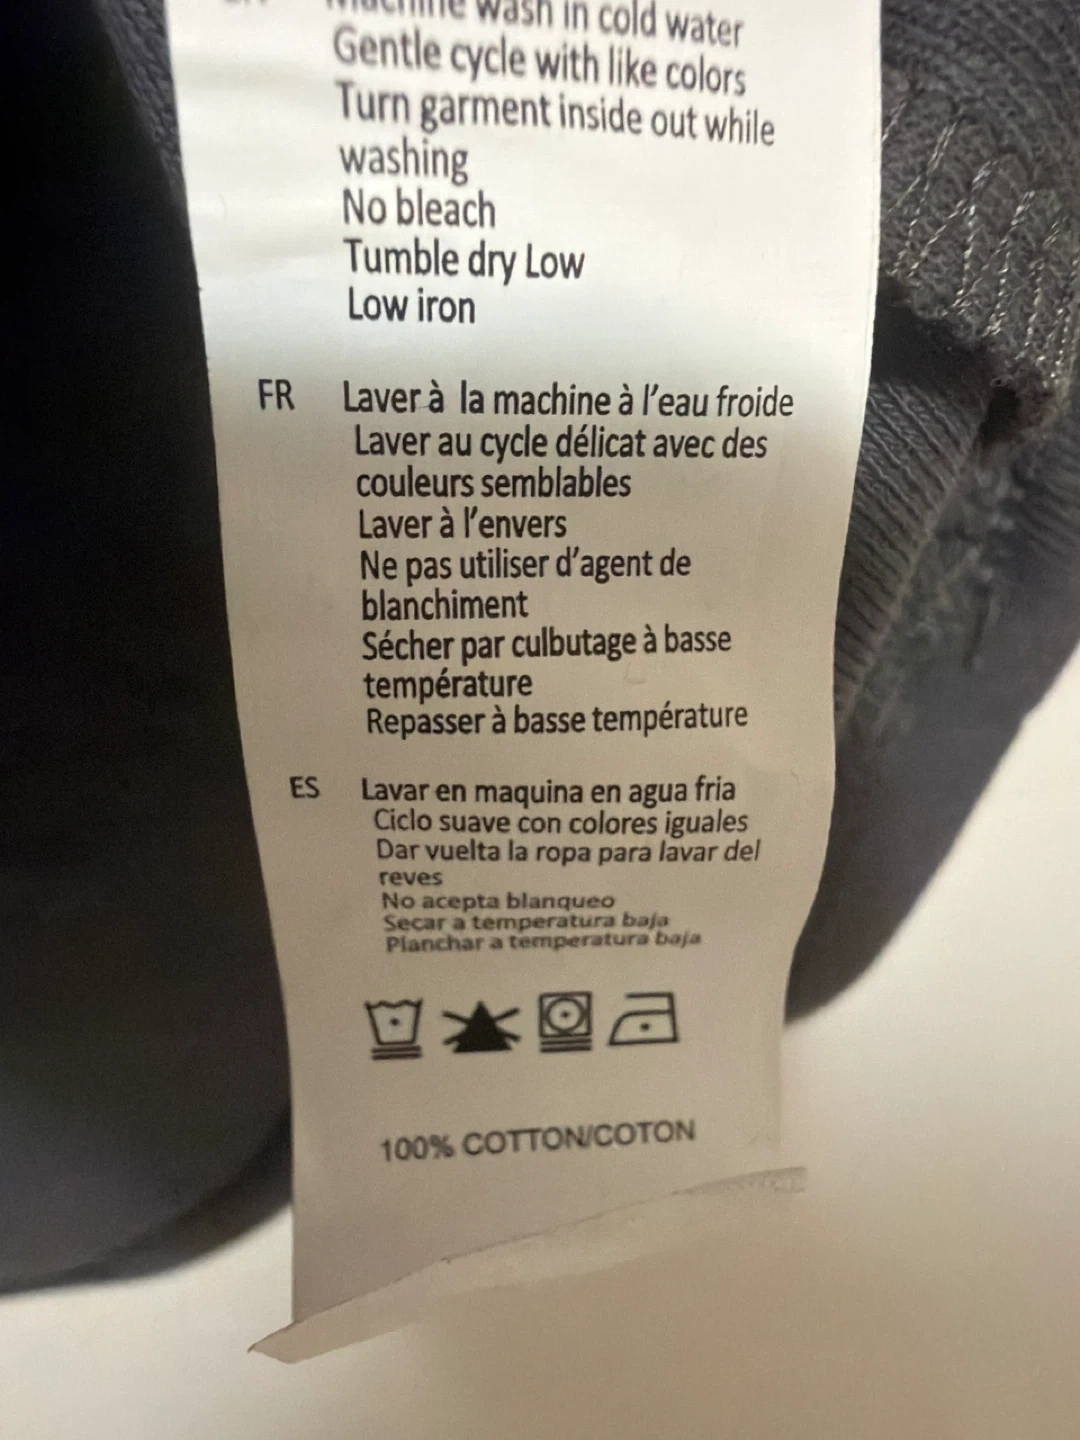 Machine wash in cold water
Gentle cycle with like colors
Turn garment inside out while
washing
No bleach
Tumble dry Low
Low iron
FR Laver à la machine à l'eau froide
Laver au cycle délicat avec des
couleurs semblables
Laver à l'envers
Ne pas utiliser d'agent de
blanchiment
Sécher par culbutage à basse
température
Repasser à basse température
ES Lavar en maquina en agua fria
Ciclo suave con colores iguales
Dar vuelta la ropa para lavar del
reves
No acepta blanqueo
Secar a temperatura baja
Planchar a temperatura baja
100% COTTON/COTON